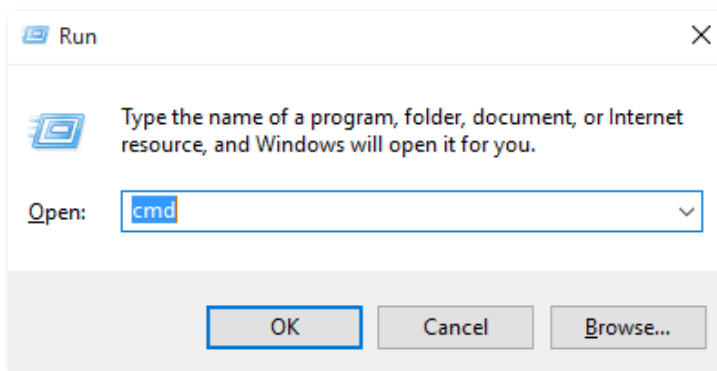 Run
Type the name of a program, folder, document, or Internet
resource, and Windows will open it for you.
Open: cmd
OK Cancel Browse...